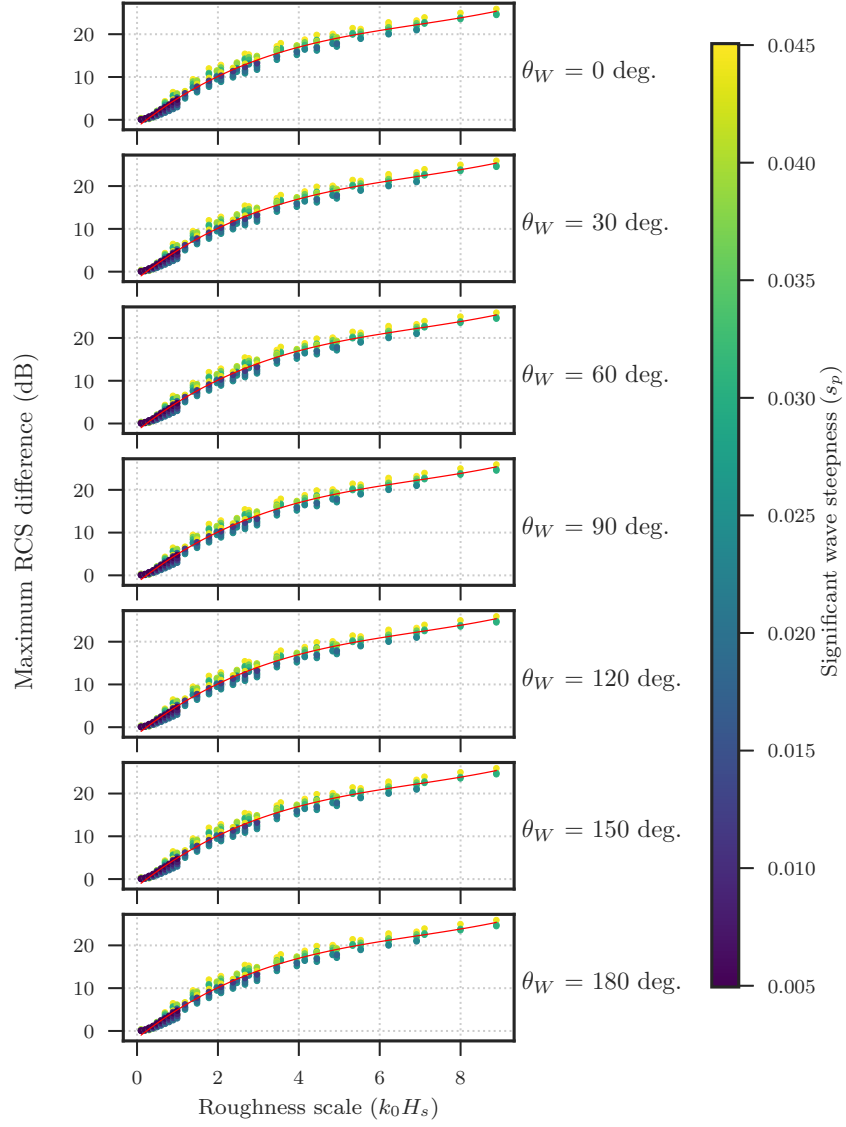 20
10
0
θ_W = 0 deg.
20
10
0
θ_W = 30 deg.
20
10
0
θ_W = 60 deg.
20
10
0
θ_W = 90 deg.
20
10
0
θ_W = 120 deg.
20
10
0
θ_W = 150 deg.
20
10
0
θ_W = 180 deg.
0 2 4 6 8
Roughness scale (k_0H_s)
Maximum RCS difference (dB)
0.045
0.040
0.035
0.030
0.025
0.020
0.015
0.010
0.005
Significant wave steepness (s_p)